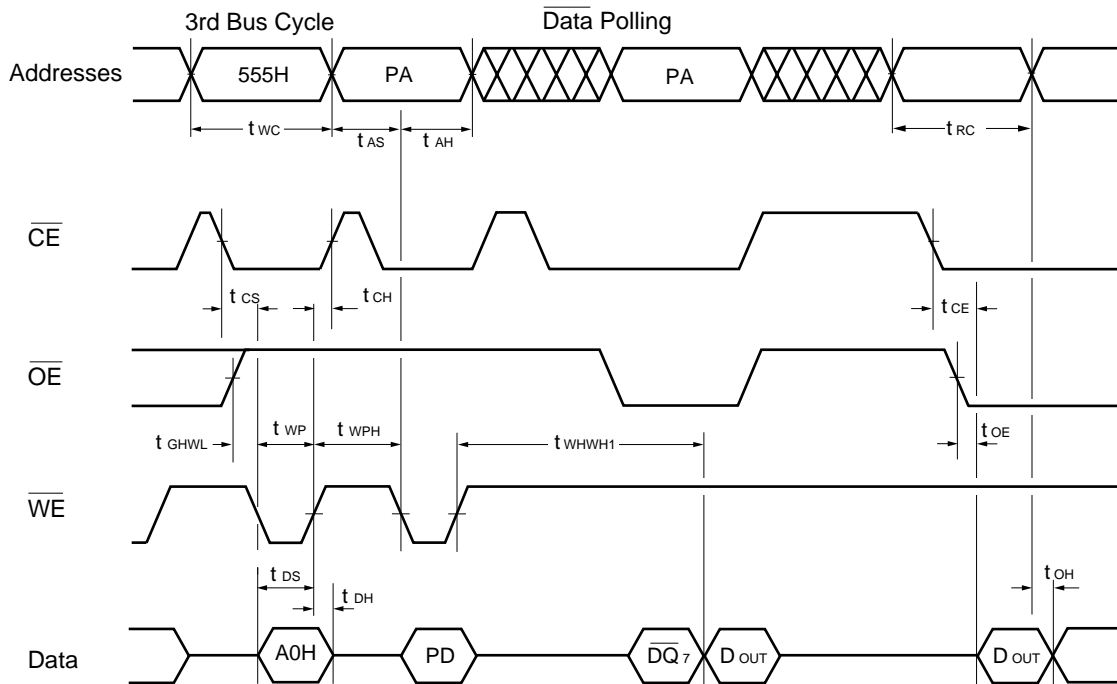 3rd Bus Cycle Data Polling
Addresses 555H PA PA
t WC t AS t AH t RC
CE
t CS t CH t CE
OE
t GHWL t WP t WPH t WHWH1 t OE
WE
t DS t DH t OH
Data A0H PD DQ 7 D OUT D OUT